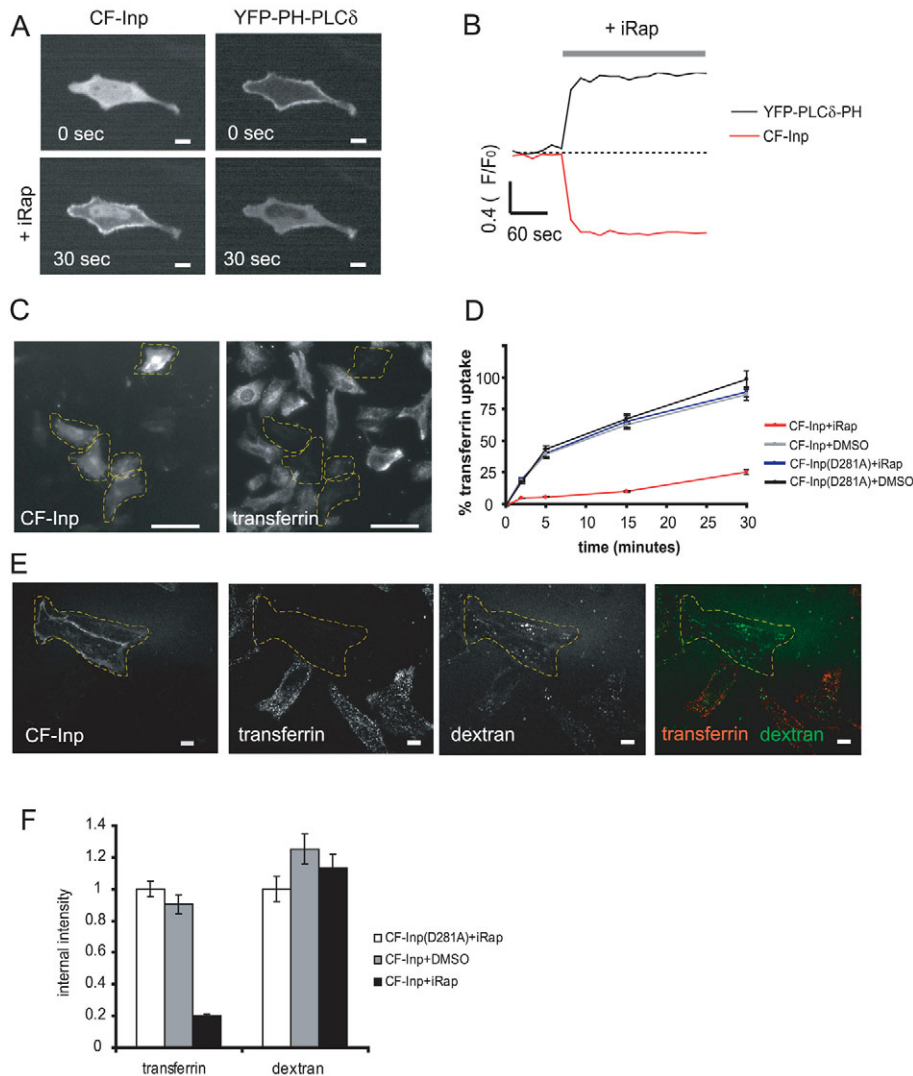 A
CF-Inp
YFP-PH-PLCδ
0 sec
0 sec
+ iRap
30 sec
30 sec
B
+ iRap
YFP-PLCδ-PH
CF-Inp
0.4 ( F/F0)
60 sec
C
CF-Inp
transferrin
D
% transferrin uptake
100
75
50
25
0
0
5
10
15
20
25
30
time (minutes)
CF-Inp+iRap
CF-Inp+DMSO
CF-Inp(D281A)+iRap
CF-Inp(D281A)+DMSO
E
CF-Inp
transferrin
dextran
transferrin dextran
F
internal intensity
1.4
1.2
1
0.8
0.6
0.4
0.2
0
transferrin
dextran
CF-Inp(D281A)+iRap
CF-Inp+DMSO
CF-Inp+iRap